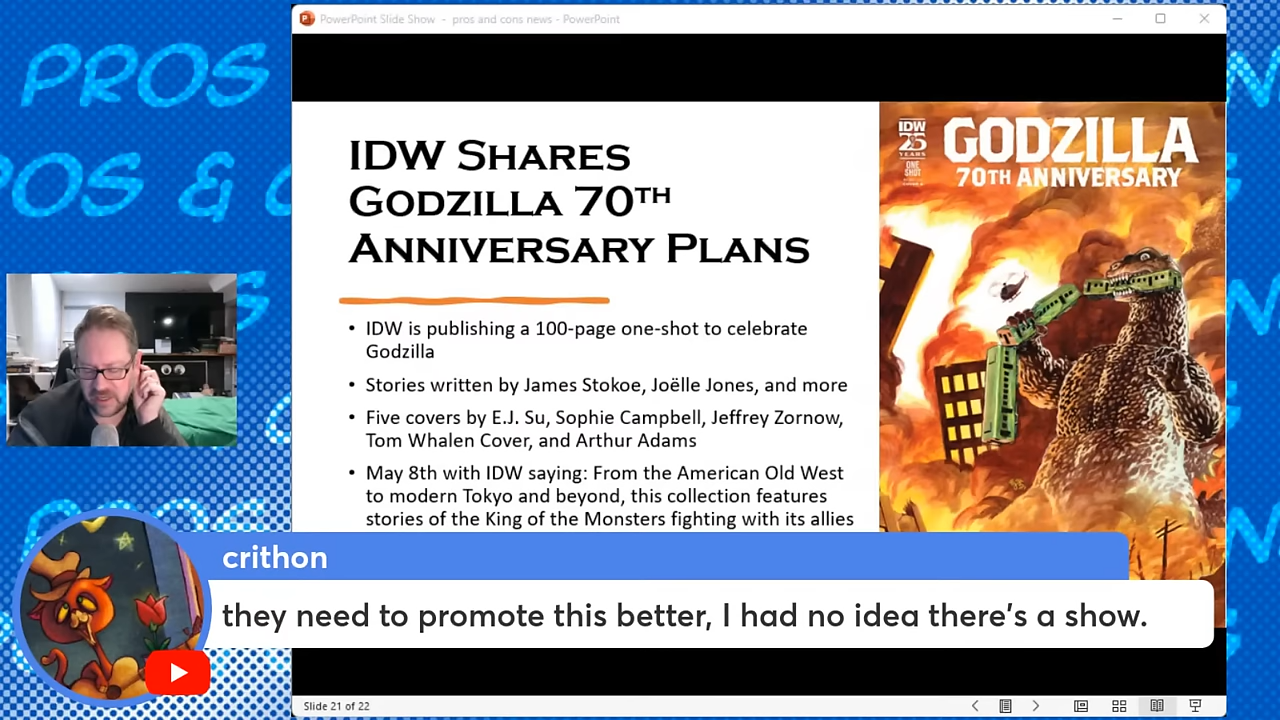 PowerPoint Slide Show - pros and cons news - PowerPoint
PROS
PROS & C
IDW SHARES
GODZILLA 70TH
ANNIVERSARY PLANS
• IDW is publishing a 100-page one-shot to celebrate
Godzilla
• Stories written by James Stokoe, Joëlle Jones, and more
• Five covers by E.J. Su, Sophie Campbell, Jeffrey Zornow,
Tom Whalen Cover, and Arthur Adams
• May 8th with IDW saying: From the American Old West
to modern Tokyo and beyond, this collection features
stories of the King of the Monsters fighting with its allies
IDW
25
YEARS
ONE
SHOT
GODZILLA
70TH ANNIVERSARY
crithon
they need to promote this better, I had no idea there's a show.
Slide 21 of 22